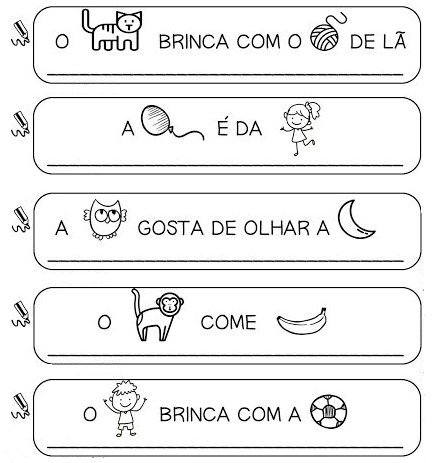 O BRINCA COM O DE LÃ
A É DA
A GOSTA DE OLHAR A
O COME
O BRINCA COM A